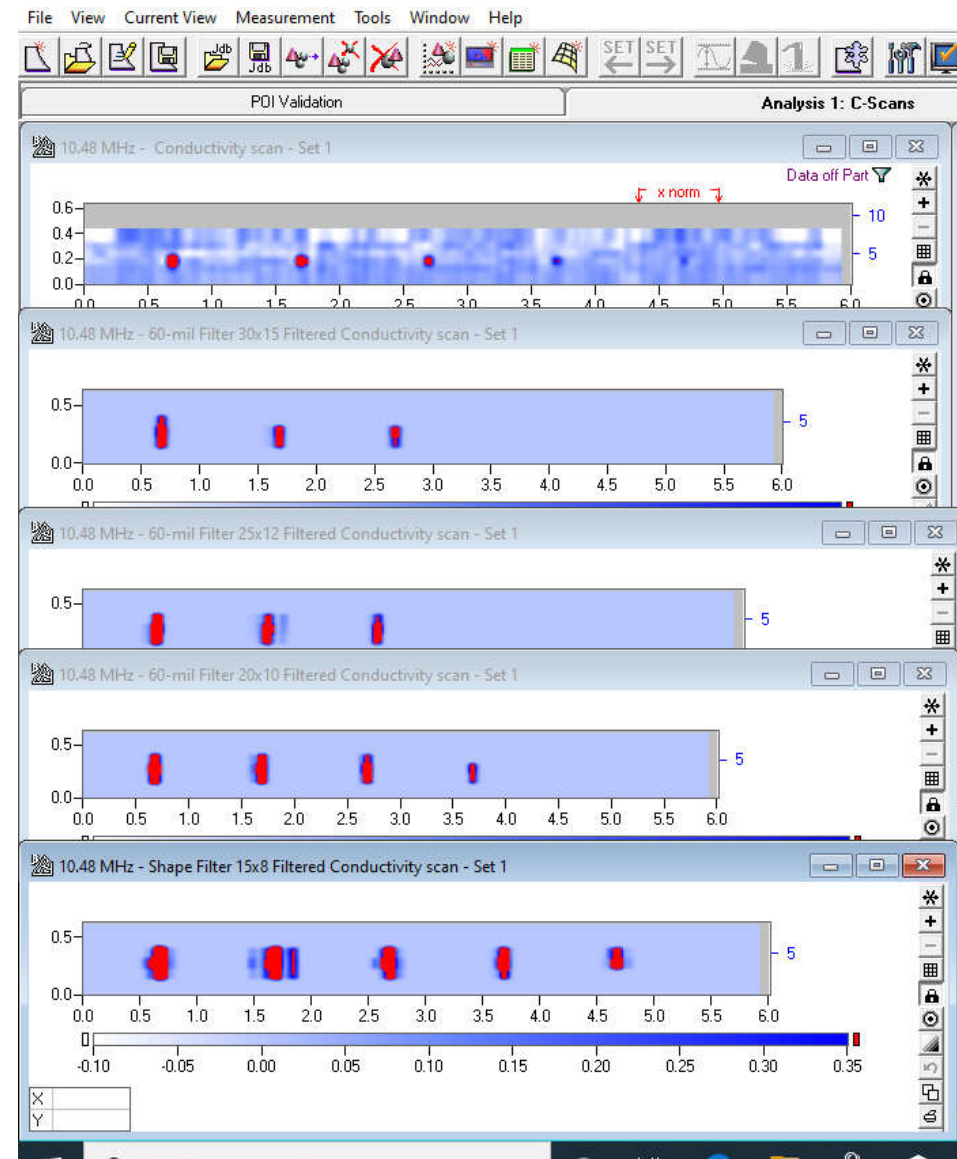 File View Current View Measurement Tools Window Help
Jdb Jdb SET SET
POI Validation Analysis 1: C-Scans
10.48 MHz - Conductivity scan - Set 1
Data off Part
x norm
0.6
0.4
0.2
0.0
10
5
0.0 0.5 1.0 1.5 2.0 2.5 3.0 3.5 4.0 4.5 5.0 5.5 6.0
10.48 MHz - 60-mil Filter 30x15 Filtered Conductivity scan - Set 1
0.5
0.0
5
0.0 0.5 1.0 1.5 2.0 2.5 3.0 3.5 4.0 4.5 5.0 5.5 6.0
10.48 MHz - 60-mil Filter 25x12 Filtered Conductivity scan - Set 1
0.5
5
10.48 MHz - 60-mil Filter 20x10 Filtered Conductivity scan - Set 1
0.5
0.0
5
0.0 0.5 1.0 1.5 2.0 2.5 3.0 3.5 4.0 4.5 5.0 5.5 6.0
10.48 MHz - Shape Filter 15x8 Filtered Conductivity scan - Set 1
0.5
0.0
5
0.0 0.5 1.0 1.5 2.0 2.5 3.0 3.5 4.0 4.5 5.0 5.5 6.0
-0.10 -0.05 0.00 0.05 0.10 0.15 0.20 0.25 0.30 0.35
X
Y